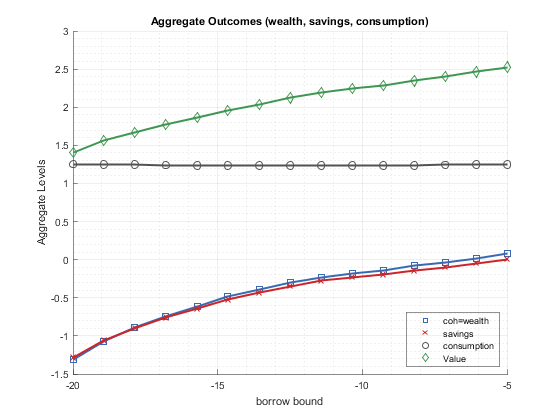 Aggregate Outcomes (wealth, savings, consumption)
3
2.5
2
1.5
1
0.5
0
-0.5
-1
-1.5
Aggregate Levels
-20
-15
-10
-5
borrow bound
coh=wealth
savings
consumption
Value